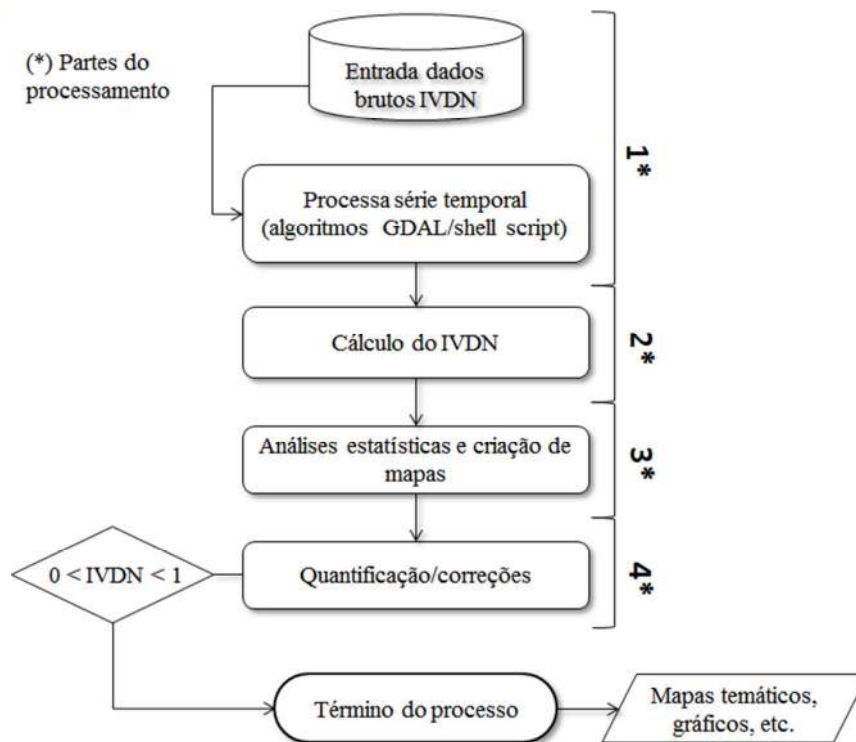 (*) Partes do
processamento
Entrada dados
brutos IVDN
1*
Processa série temporal
(algoritmos GDAL/shell script)
Cálculo do IVDN
2*
Análises estatísticas e criação de
mapas
3*
0 < IVDN < 1
Quantificação/correções
4*
Término do processo
Mapas temáticos,
gráficos, etc.